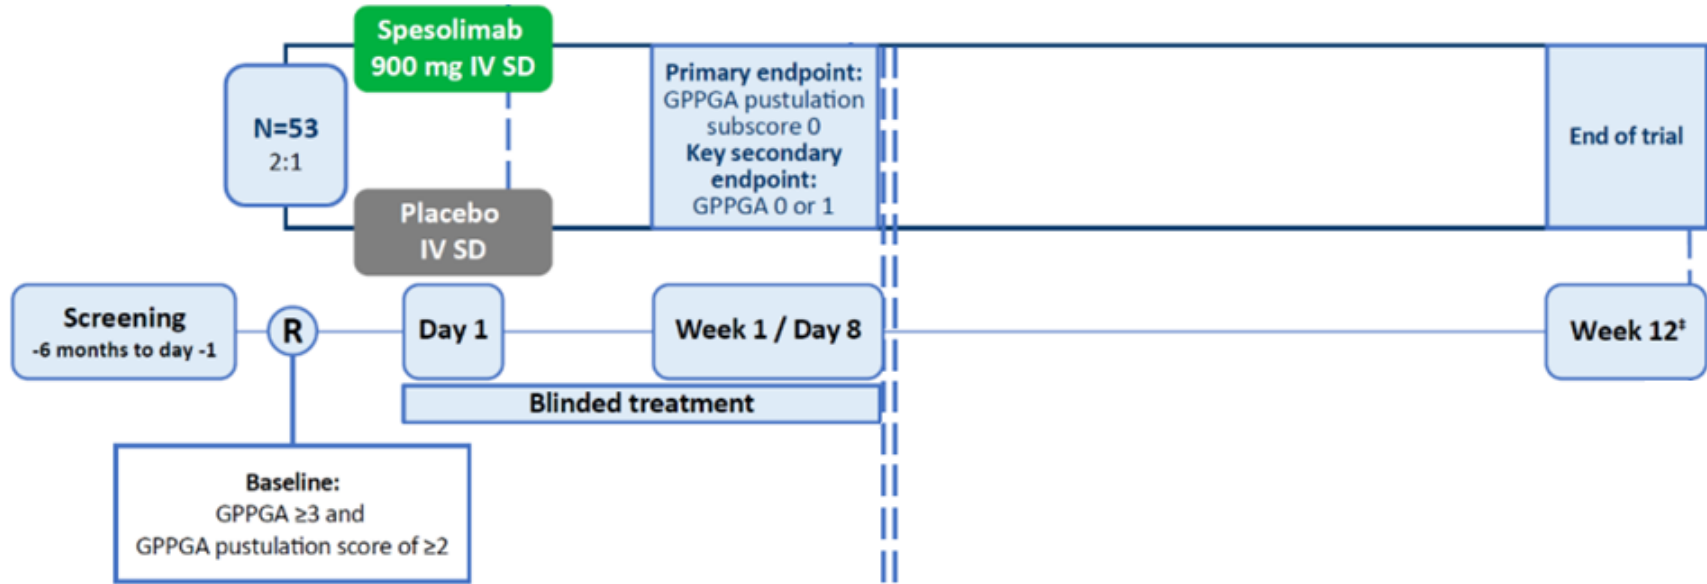 Spesolimab
900 mg IV SD
N=53
2:1
Placebo
IV SD
Primary endpoint:
GPPGA pustulation
subscore 0
Key secondary
endpoint:
GPPGA 0 or 1
End of trial
Screening
-6 months to day -1
R
Day 1
Week 1 / Day 8
Week 12‡
Blinded treatment
Baseline:
GPPGA ≥3 and
GPPGA pustulation score of ≥2